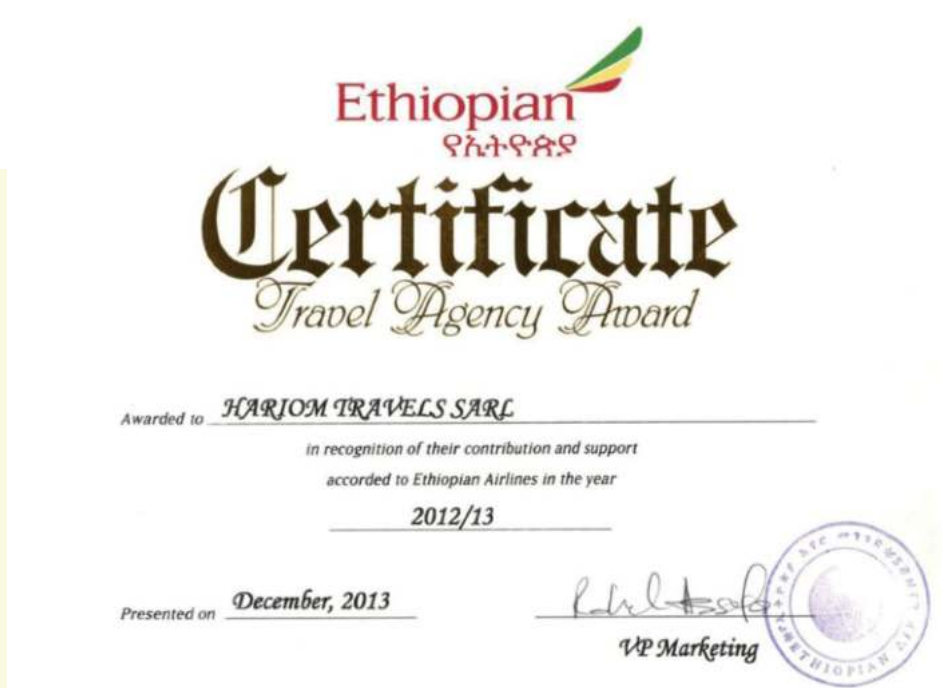 Ethiopian
የኢትዮጵያ
Certificate
Travel Agency Award
Awarded to HARIOM TRAVELS SARL
in recognition of their contribution and support
accorded to Ethiopian Airlines in the year
2012/13
Presented on December, 2013
VP Marketing
ETHIOPIAN